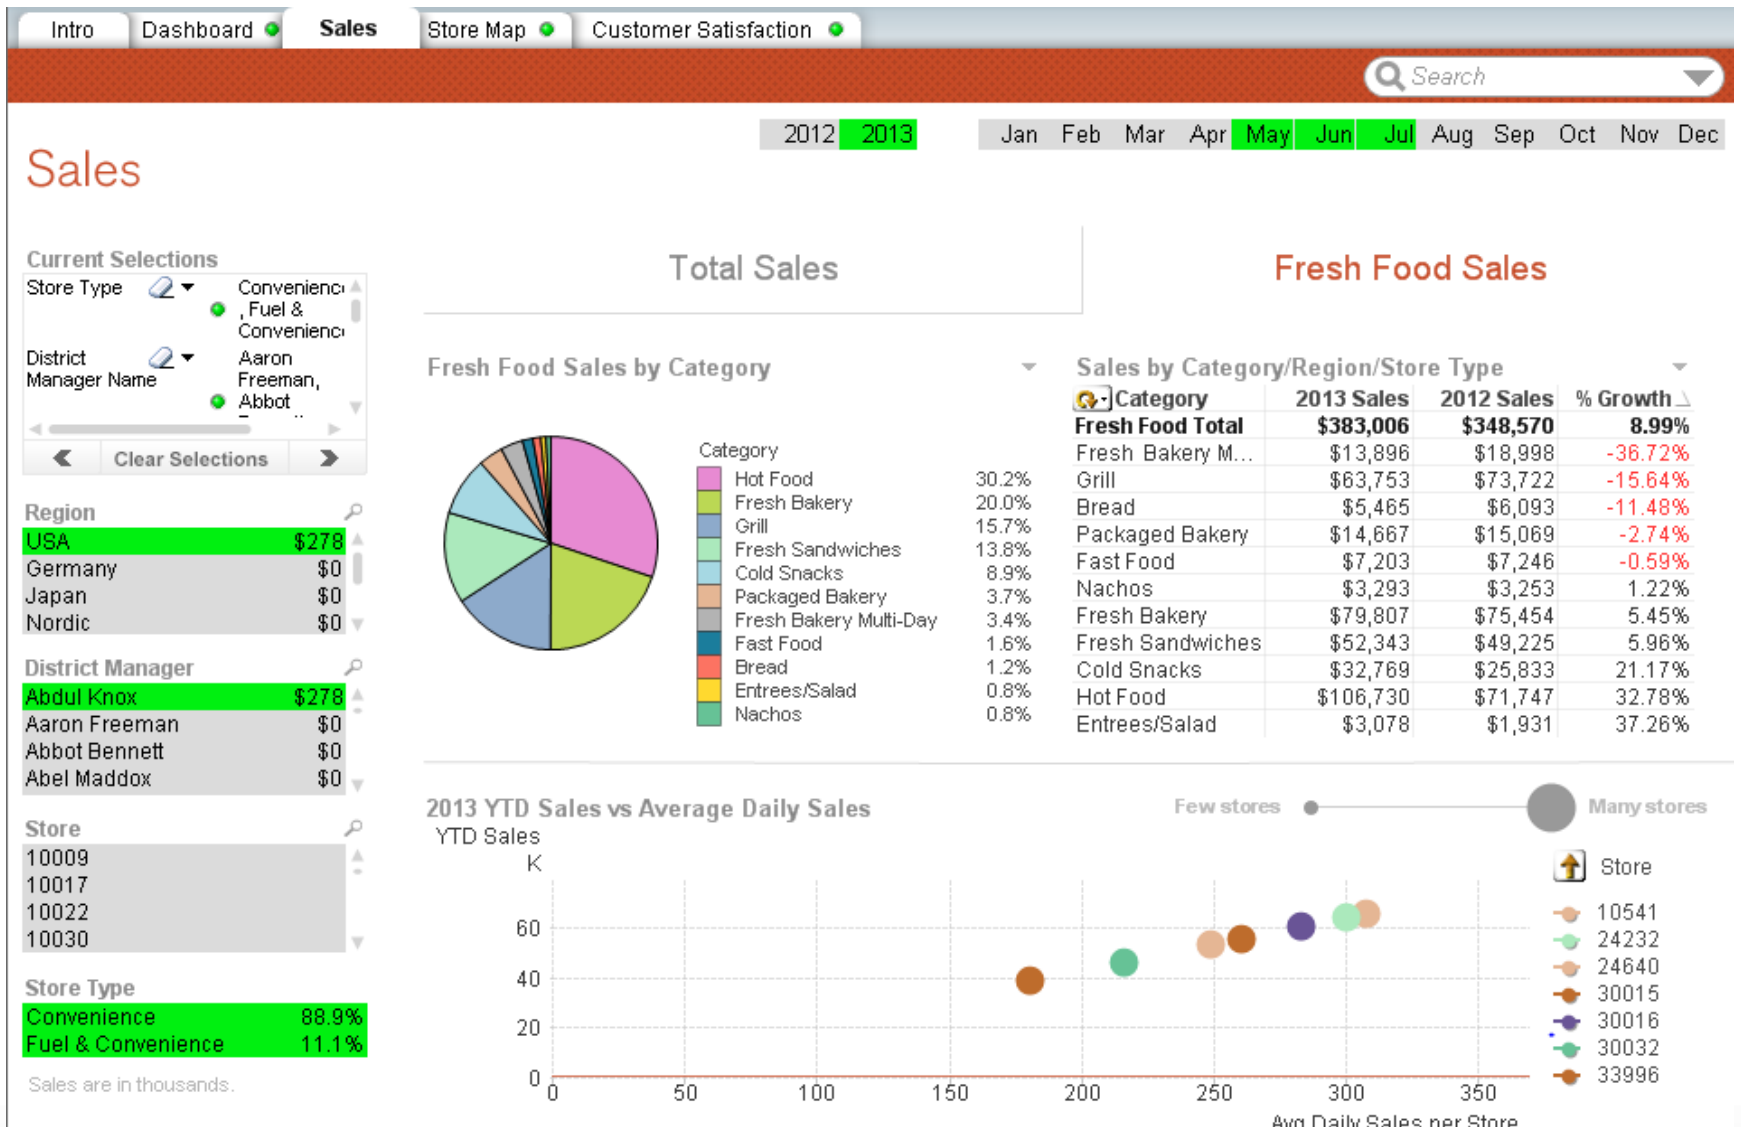 Intro Dashboard Sales Store Map Customer Satisfaction
Search
2012 2013 Jan Feb Mar Apr May Jun Jul Aug Sep Oct Nov Dec
Sales
Current Selections
Store Type Convenienc
, Fuel &
Convenienc
District Aaron
Manager Name Freeman,
Abbot
Clear Selections
Region
USA $278
Germany $0
Japan $0
Nordic $0
District Manager
Abdul Knox $278
Aaron Freeman $0
Abbot Bennett $0
Abel Maddox $0
Store
10009
10017
10022
10030
Store Type
Convenience 88.9%
Fuel & Convenience 11.1%
Sales are in thousands.
Total Sales Fresh Food Sales
Fresh Food Sales by Category
Category
Hot Food 30.2%
Fresh Bakery 20.0%
Grill 15.7%
Fresh Sandwiches 13.8%
Cold Snacks 8.9%
Packaged Bakery 3.7%
Fresh Bakery Multi-Day 3.4%
Fast Food 1.6%
Bread 1.2%
Entrees/Salad 0.8%
Nachos 0.8%
Sales by Category/Region/Store Type
Category 2013 Sales 2012 Sales % Growth
Fresh Food Total $383,006 $348,570 8.99%
Fresh Bakery M... $13,896 $18,998 -36.72%
Grill $63,753 $73,722 -15.64%
Bread $5,465 $6,093 -11.48%
Packaged Bakery $14,667 $15,069 -2.74%
Fast Food $7,203 $7,246 -0.59%
Nachos $3,293 $3,253 1.22%
Fresh Bakery $79,807 $75,454 5.45%
Fresh Sandwiches $52,343 $49,225 5.96%
Cold Snacks $32,769 $25,833 21.17%
Hot Food $106,730 $71,747 32.78%
Entrees/Salad $3,078 $1,931 37.26%
2013 YTD Sales vs Average Daily Sales
Few stores Many stores
YTD Sales
K
60
40
20
0
0 50 100 150 200 250 300 350
Avg Daily Sales per Store
Store
10541
24232
24640
30015
30016
30032
33996